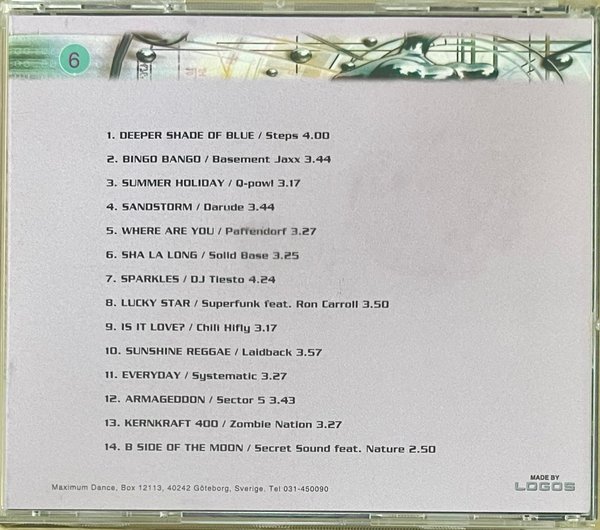 6
1. DEEPER SHADE OF BLUE / Steps 4.00
2. BINGO BANGO / Basement Jaxx 3.44
3. SUMMER HOLIDAY / Q-powl 3.17
4. SANDSTORM / Darude 3.44
5. WHERE ARE YOU / Paffendorf 3.27
6. SHA LA LONG / Solid Base 3.25
7. SPARKLES / DJ Tiesto 4.24
8. LUCKY STAR / Superfunk feat. Ron Carroll 3.50
9. IS IT LOVE? / Chili Hifly 3.17
10. SUNSHINE REGGAE / Laidback 3.57
11. EVERYDAY / Systematic 3.27
12. ARMAGEDDON / Sector 5 3.43
13. KERNKRAFT 400 / Zombie Nation 3.27
14. B SIDE OF THE MOON / Secret Sound feat. Nature 2.50
Maximum Dance, Box 12113, 40242 Göteborg, Sverige. Tel 031-450090
MADE BY
LOGOS